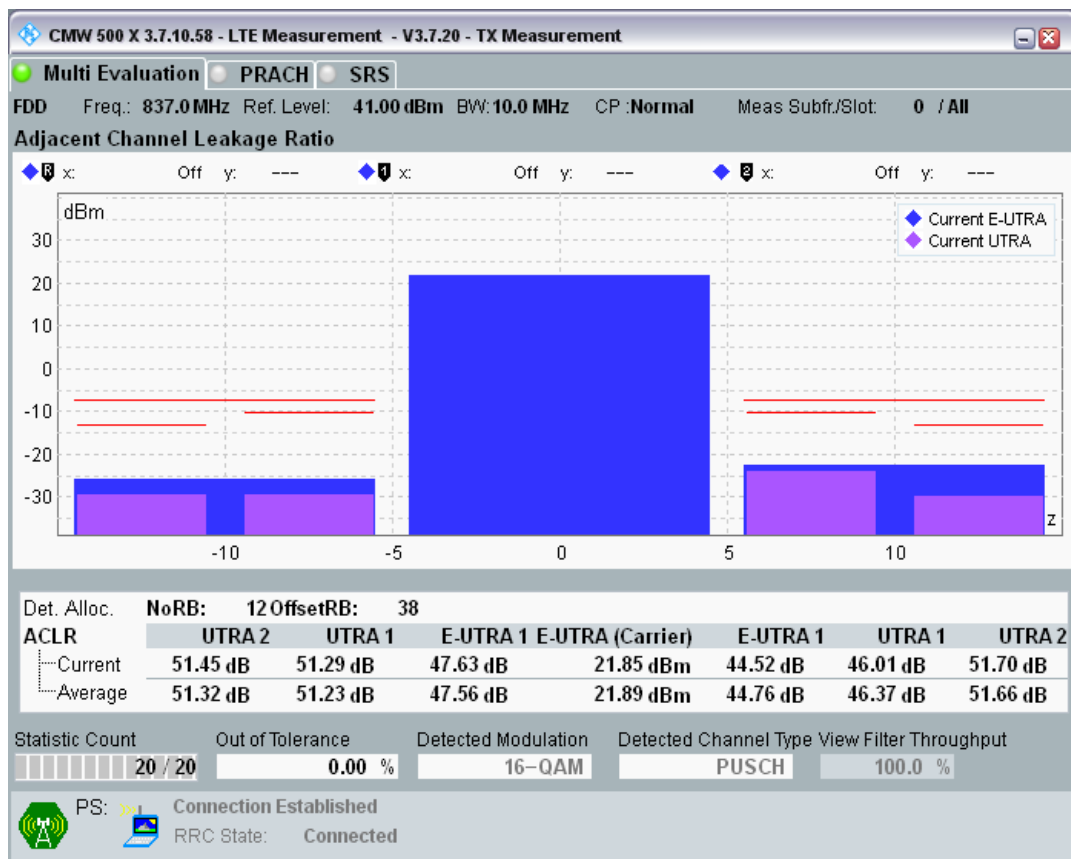 CMW 500 X 3.7.10.58 - LTE Measurement - V3.7.20 - TX Measurement
Multi Evaluation PRACH SRS
FDD Freq.: 837.0 MHz Ref. Level: 41.00 dBm BW: 10.0 MHz CP :Normal Meas Subfr./Slot: 0 / All
Adjacent Channel Leakage Ratio
R x: Off y: --- 1 x: Off y: --- 2 x: Off y: ---
dBm
Current E-UTRA
Current UTRA
30
20
10
0
-10
-20
-30
z
-10 -5 0 5 10
Det. Alloc. NoRB: 12 OffsetRB: 38
ACLR UTRA 2 UTRA 1 E-UTRA 1 E-UTRA (Carrier) E-UTRA 1 UTRA 1 UTRA 2
Current 51.45 dB 51.29 dB 47.63 dB 21.85 dBm 44.52 dB 46.01 dB 51.70 dB
Average 51.32 dB 51.23 dB 47.56 dB 21.89 dBm 44.76 dB 46.37 dB 51.66 dB
Statistic Count Out of Tolerance Detected Modulation Detected Channel Type View Filter Throughput
20 / 20 0.00 % 16-QAM PUSCH 100.0 %
PS: Connection Established
RRC State: Connected